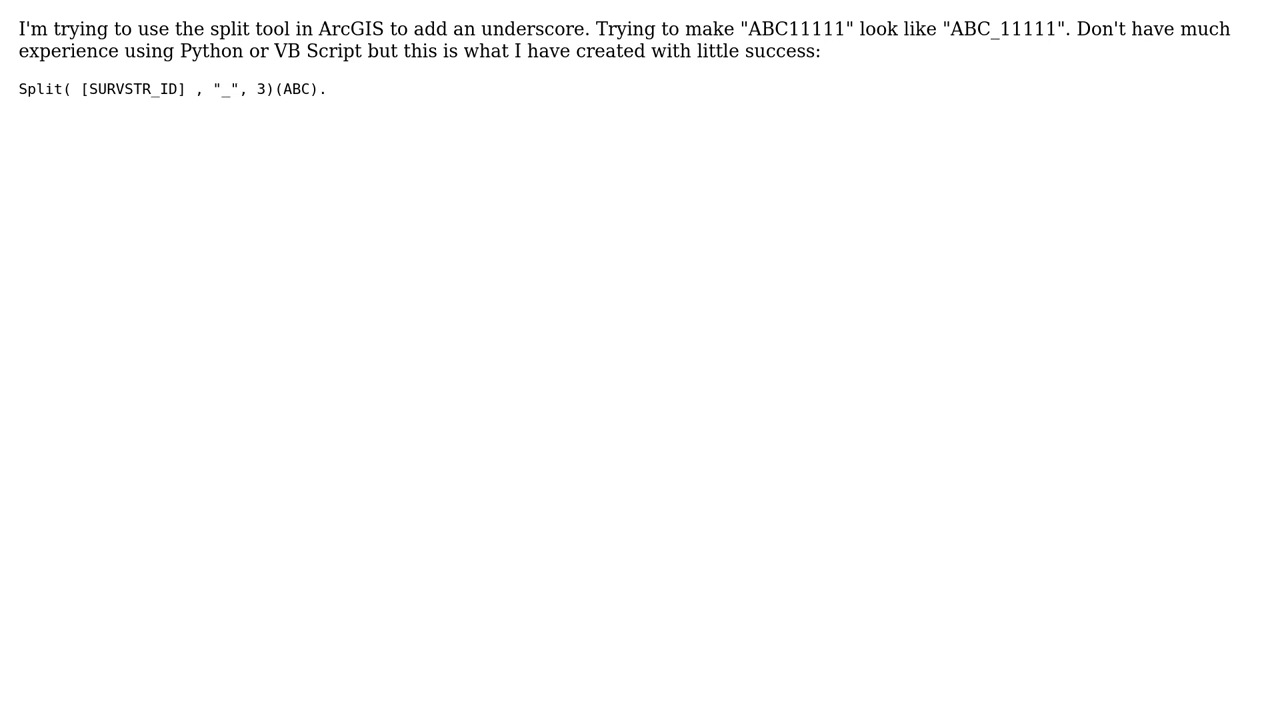 I'm trying to use the split tool in ArcGIS to add an underscore. Trying to make "ABC11111" look like "ABC_11111". Don't have much
experience using Python or VB Script but this is what I have created with little success:
Split( [SURVSTR_ID] , "_", 3)(ABC).